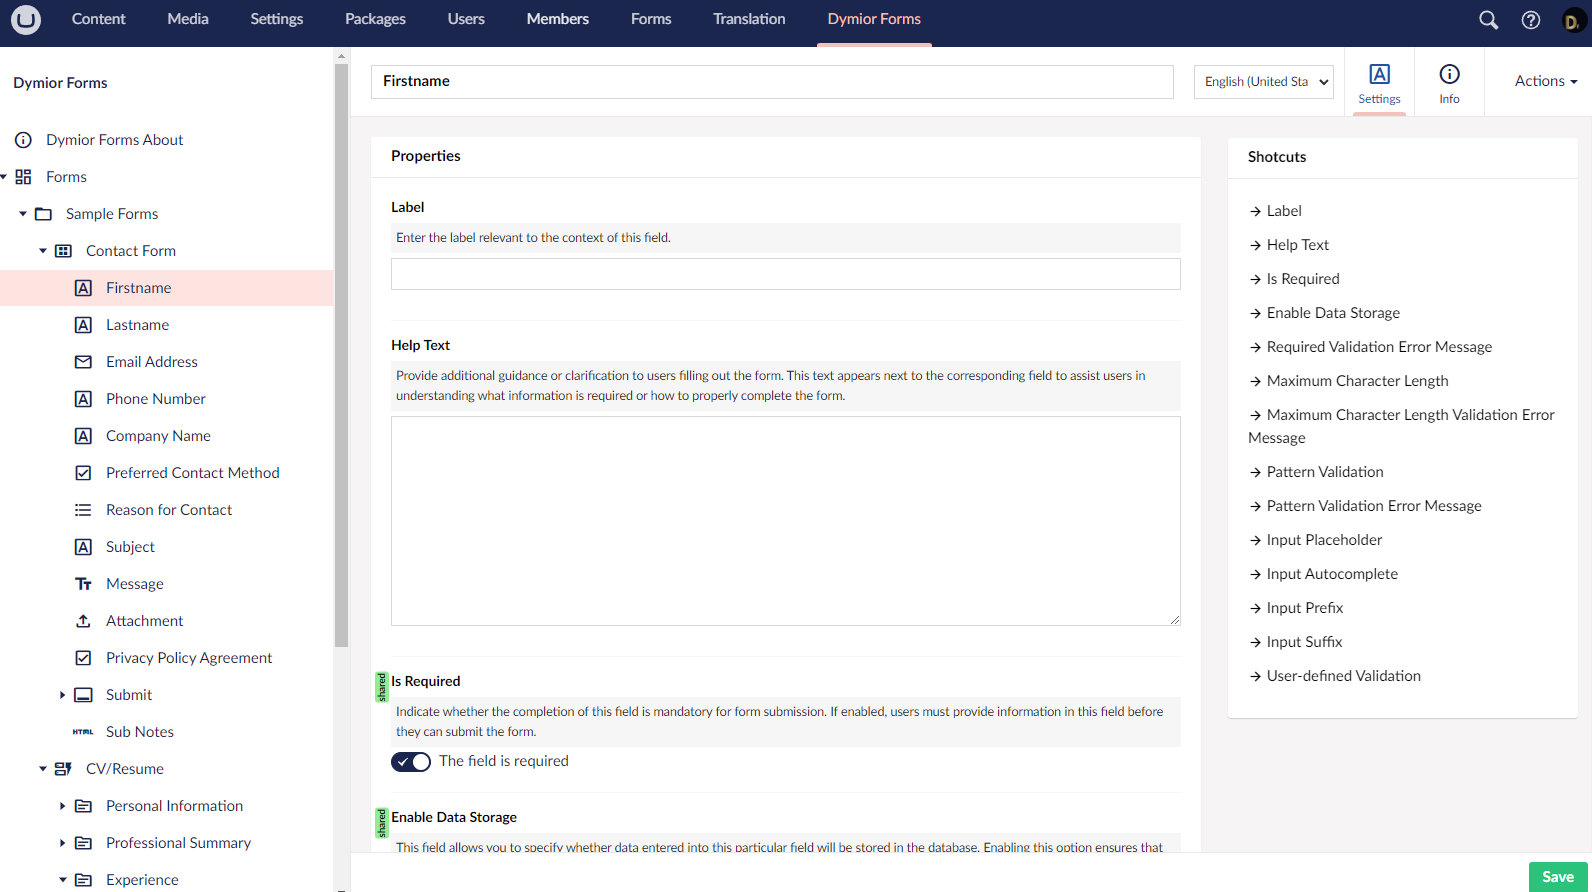 Content
Media
Settings
Packages
Users
Members
Forms
Translation
Dymior Forms
D.
Dymior Forms
Dymior Forms About
Forms
Sample Forms
Contact Form
Firstname
Lastname
Email Address
Phone Number
Company Name
Preferred Contact Method
Reason for Contact
Subject
Message
Attachment
Privacy Policy Agreement
Submit
HTML Sub Notes
CV/Resume
Personal Information
Professional Summary
Experience
Firstname
English (United Sta
Settings
Info
Actions
Properties
Label
Enter the label relevant to the context of this field.
Help Text
Provide additional guidance or clarification to users filling out the form. This text appears next to the corresponding field to assist users in
understanding what information is required or how to properly complete the form.
shared
Is Required
Indicate whether the completion of this field is mandatory for form submission. If enabled, users must provide information in this field before
they can submit the form.
The field is required
shared
Enable Data Storage
This field allows you to specify whether data entered into this particular field will be stored in the database. Enabling this option ensures that
Shotcuts
Label
Help Text
Is Required
Enable Data Storage
Required Validation Error Message
Maximum Character Length
Maximum Character Length Validation Error
Message
Pattern Validation
Pattern Validation Error Message
Input Placeholder
Input Autocomplete
Input Prefix
Input Suffix
User-defined Validation
Save